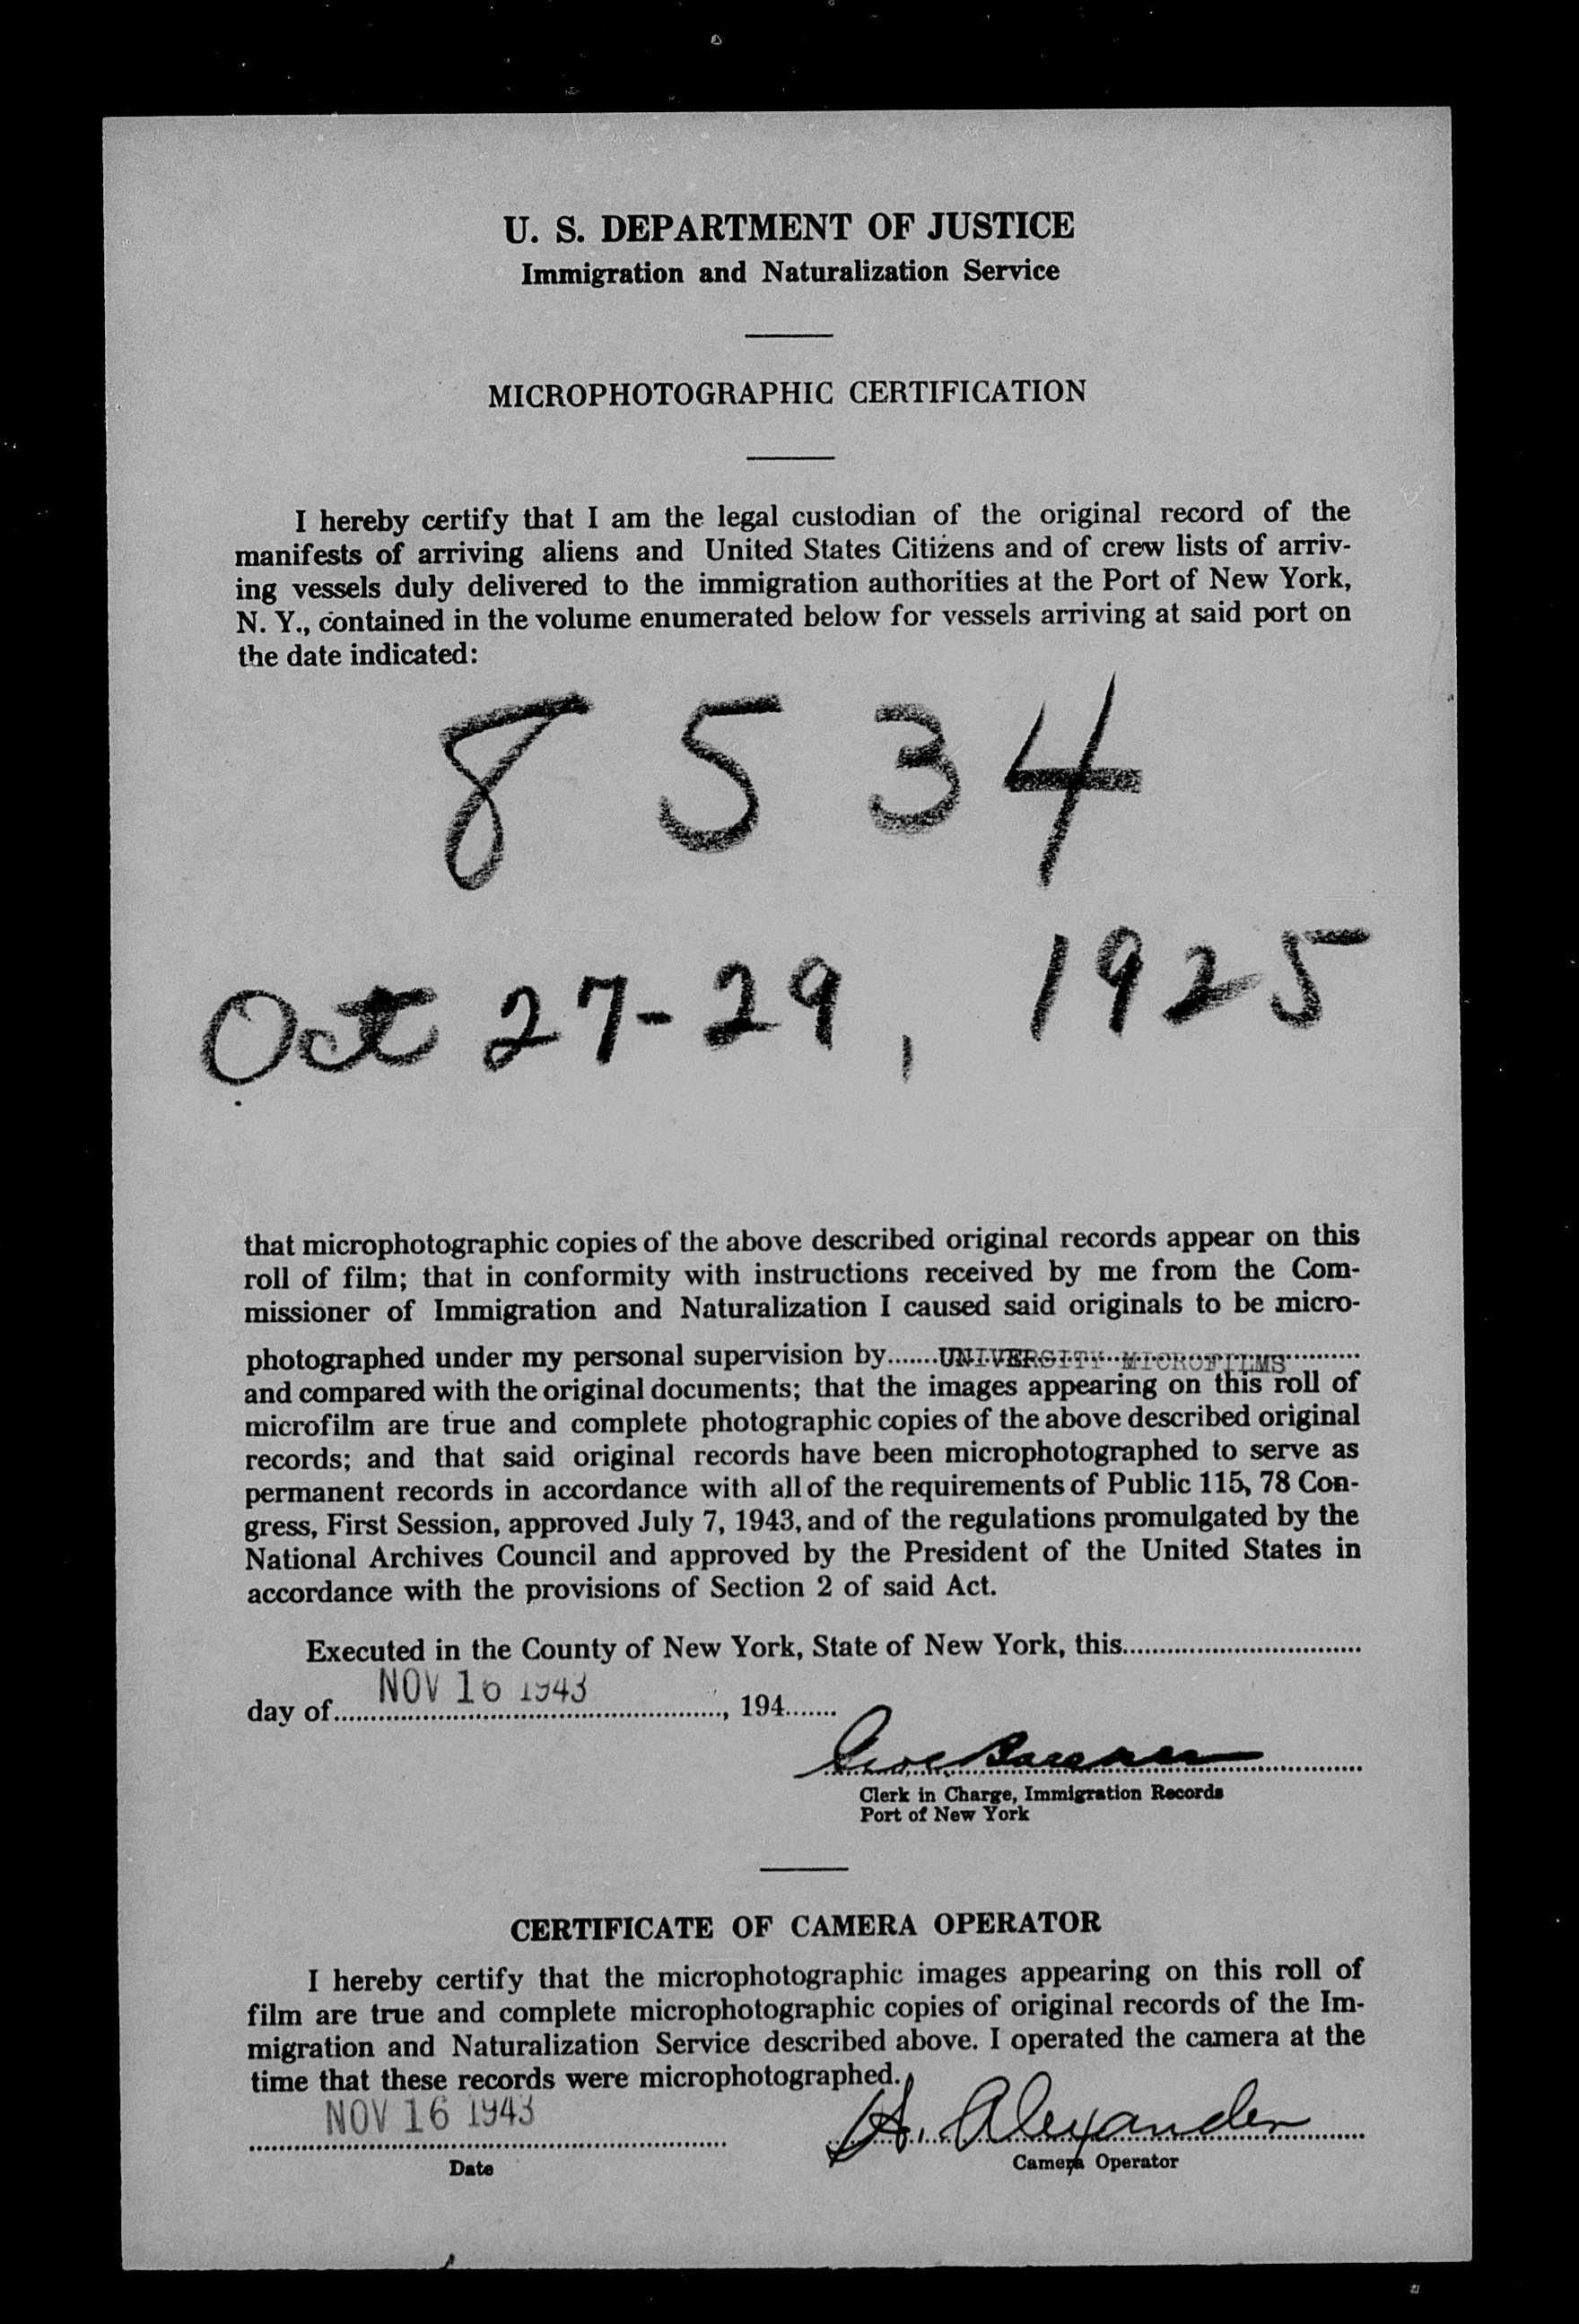 U. S. DEPARTMENT OF JUSTICE
Immigration and Naturalization Service
MICROPHOTOGRAPHIC CERTIFICATION
I hereby certify that I am the legal custodian of the original record of the
manifests of arriving aliens and United States Citizens and of crew lists of arriv-
ing vessels duly delivered to the immigration authorities at the Port of New York,
N. Y., contained in the volume enumerated below for vessels arriving at said port on
the date indicated:
8 5 3 4
Oct 27-29, 1925
that microphotographic copies of the above described original records appear on this
roll of film; that in conformity with instructions received by me from the Com-
missioner of Immigration and Naturalization I caused said originals to be micro-
photographed under my personal supervision by.......UNIVERSITY MICROFILMS..........
and compared with the original documents; that the images appearing on this roll of
microfilm are true and complete photographic copies of the above described original
records; and that said original records have been microphotographed to serve as
permanent records in accordance with all of the requirements of Public 115, 78 Con-
gress, First Session, approved July 7, 1943, and of the regulations promulgated by the
National Archives Council and approved by the President of the United States in
accordance with the provisions of Section 2 of said Act.
Executed in the County of New York, State of New York, this................................
day of NOV 16 1943, 194.......
Clerk in Charge, Immigration Records
Port of New York
CERTIFICATE OF CAMERA OPERATOR
I hereby certify that the microphotographic images appearing on this roll of
film are true and complete microphotographic copies of original records of the Im-
migration and Naturalization Service described above. I operated the camera at the
time that these records were microphotographed.
NOV 16 1943 H. Alexander
Date Camera Operator